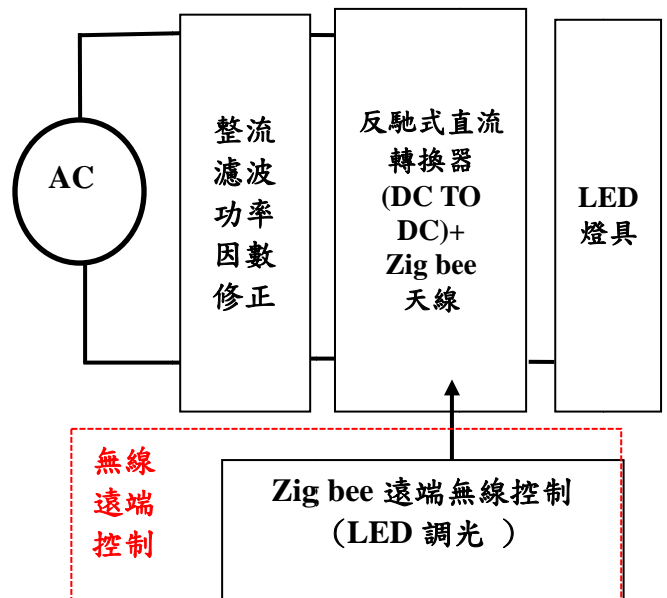 AC
整流
濾波
功率
因數
修正
反馳式直流
轉換器
(DC TO
DC)+
Zig bee
天線
LED
燈具
無線
遠端
控制
Zig bee 遠端無線控制
（LED 調光 ）